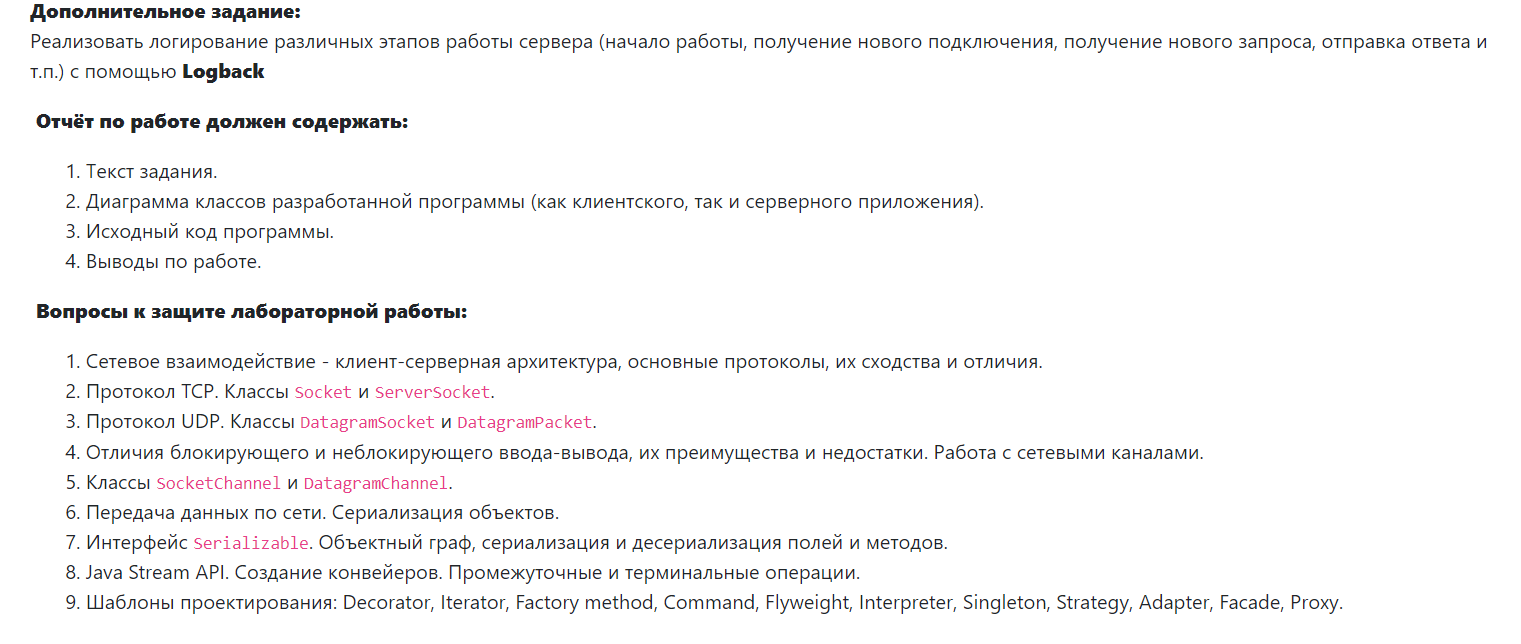 Дополнительное задание:
Реализовать логирование различных этапов работы сервера (начало работы, получение нового подключения, получение нового запроса, отправка ответа и
т.п.) с помощью Logback
Отчёт по работе должен содержать:
1. Текст задания.
2. Диаграмма классов разработанной программы (как клиентского, так и серверного приложения).
3. Исходный код программы.
4. Выводы по работе.
Вопросы к защите лабораторной работы:
1. Сетевое взаимодействие - клиент-серверная архитектура, основные протоколы, их сходства и отличия.
2. Протокол TCP. Классы Socket и ServerSocket.
3. Протокол UDP. Классы DatagramSocket и DatagramPacket.
4. Отличия блокирующего и неблокирующего ввода-вывода, их преимущества и недостатки. Работа с сетевыми каналами.
5. Классы SocketChannel и DatagramChannel.
6. Передача данных по сети. Сериализация объектов.
7. Интерфейс Serializable. Объектный граф, сериализация и десериализация полей и методов.
8. Java Stream API. Создание конвейеров. Промежуточные и терминальные операции.
9. Шаблоны проектирования: Decorator, Iterator, Factory method, Command, Flyweight, Interpreter, Singleton, Strategy, Adapter, Facade, Proxy.